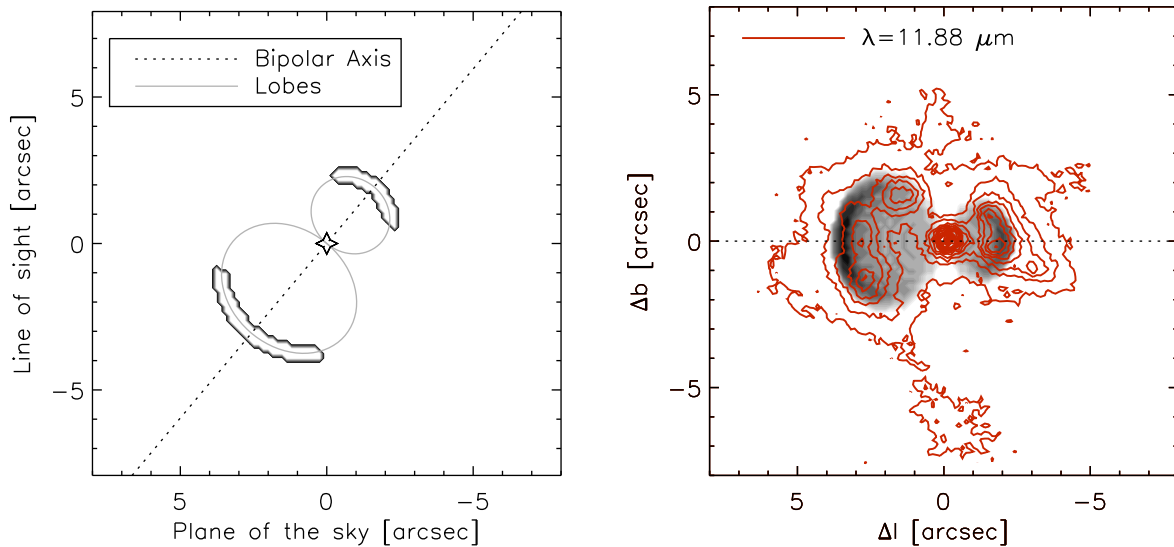 Bipolar Axis
Lobes
5
0
−5
Line of sight [arcsec]
5 0 −5
Plane of the sky [arcsec]
λ=11.88 μm
5
0
−5
Δb [arcsec]
5 0 −5
Δl [arcsec]